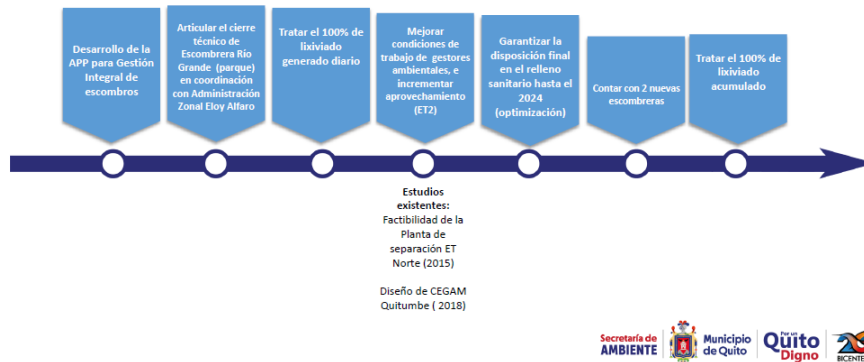 Desarrollo de la
APP para Gestión
Integral de
escombros
Articular el cierre
técnico de
Escombrera Río
Grande (parque)
en coordinación
con Administración
Zonal Eloy Alfaro
Tratar el 100% de
lixiviado
generado diario
Mejorar
condiciones de
trabajo de gestores
ambientales, e
incrementar
aprovechamiento
(ET2)
Garantizar la
disposición final
en el relleno
sanitario hasta el
2024
(optimización)
Contar con 2 nuevas
escombreras
Tratar el 100% de
lixiviado
acumulado
Estudios
existentes:
Factibilidad de la
Planta de
separación ET
Norte (2015)
Diseño de CEGAM
Quitumbe ( 2018)
Secretaría de
AMBIENTE
Municipio
de Quito
Por un
Quito
Digno
BICENTE